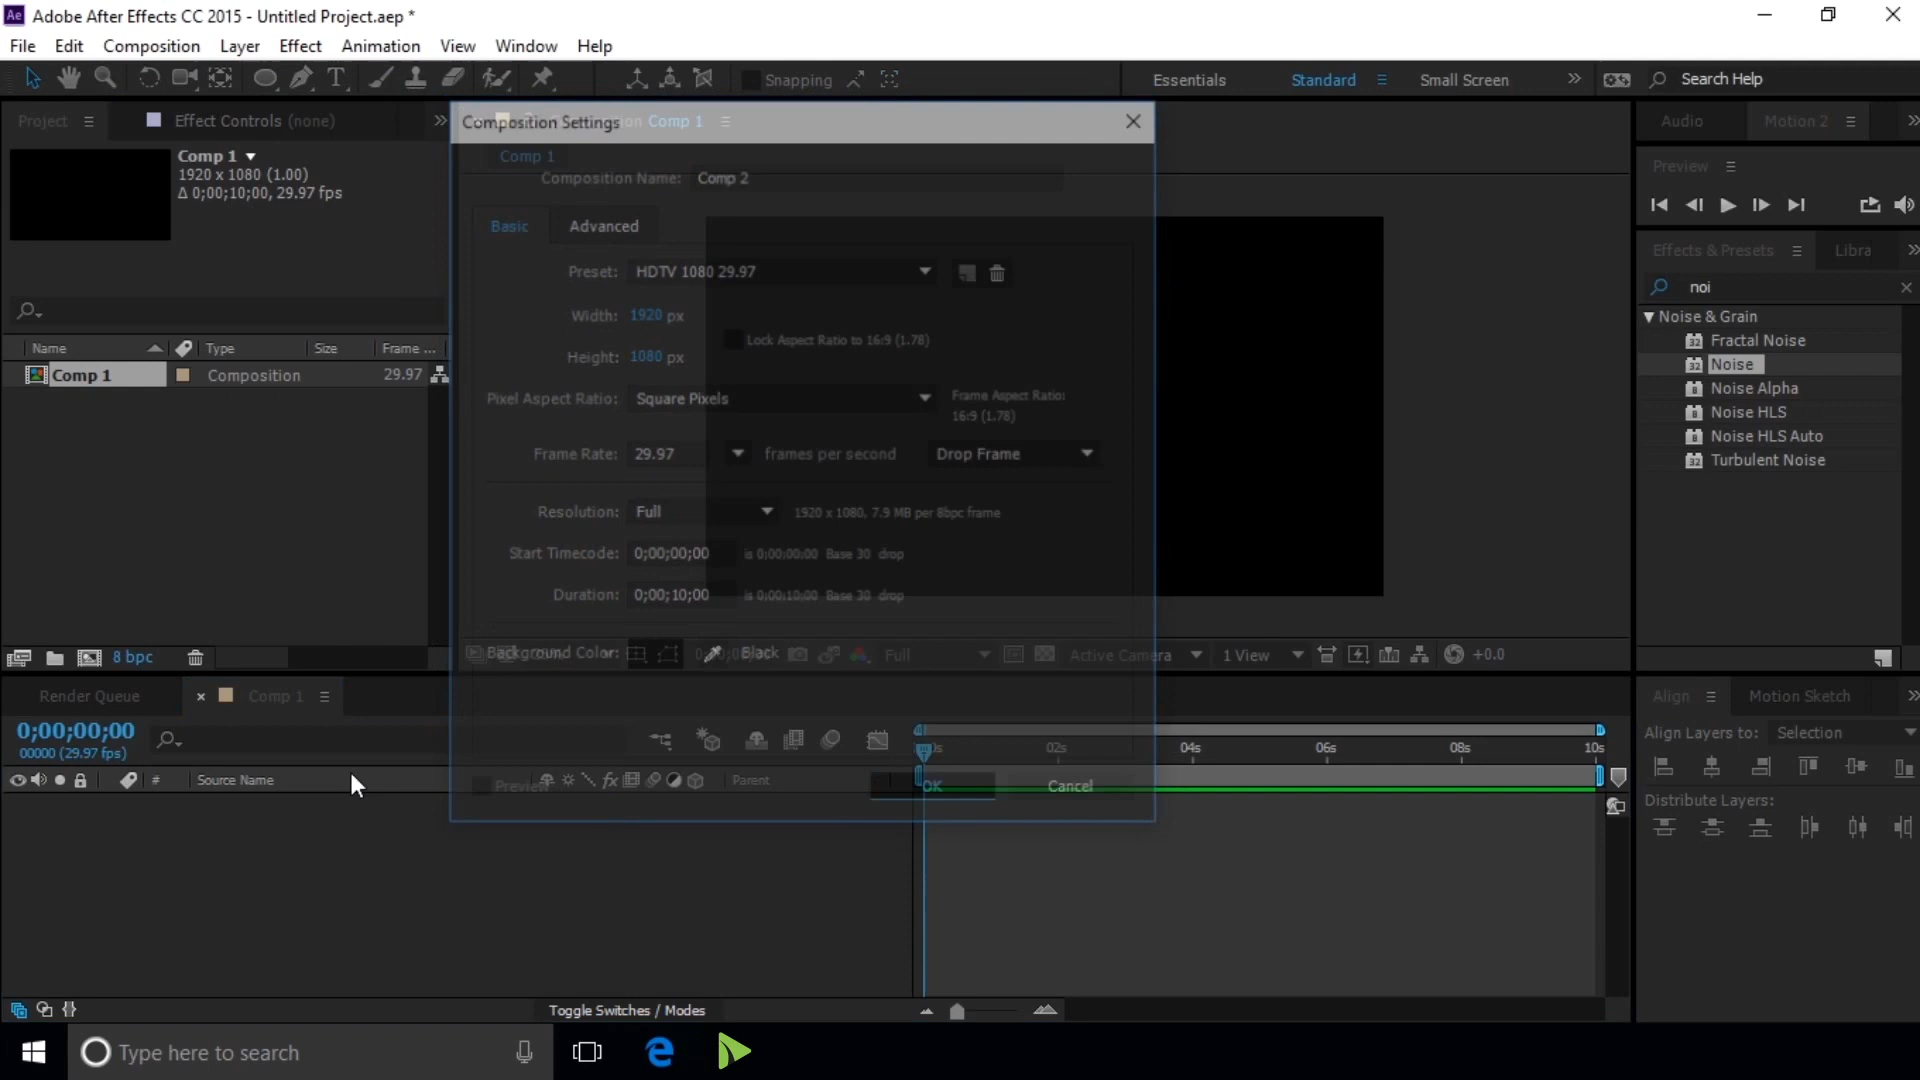 Adobe After Effects CC 2015 - Untitled Project.aep *
File Edit Composition Layer Effect Animation View Window Help
Snapping
Essentials Standard Small Screen Search Help
Project Effect Controls (none)
Comp 1
1920 x 1080 (1.00)
Δ 0;00;10;00, 29.97 fps
Name Type Size Frame ...
Comp 1 Composition 29.97
8 bpc
Composition Settings
Comp 1
Comp 1
Composition Name: Comp 2
Basic Advanced
Preset: HDTV 1080 29.97
Width: 1920 px
Lock Aspect Ratio to 16:9 (1.78)
Height: 1080 px
Pixel Aspect Ratio: Square Pixels
Frame Aspect Ratio:
16:9 (1.78)
Frame Rate: 29.97 frames per second Drop Frame
Resolution: Full 1920 x 1080, 7.9 MB per 8bpc frame
Start Timecode: 0;00;00;00 is 0;00;00;00 Base 30 drop
Duration: 0;00;10;00 is 0;00;10;00 Base 30 drop
Background Color: Black
Full Active Camera 1 View +0.0
Preview OK Cancel
Audio Motion 2
Preview
Effects & Presets Libra
noi
Noise & Grain
Fractal Noise
Noise
Noise Alpha
Noise HLS
Noise HLS Auto
Turbulent Noise
Render Queue Comp 1
0;00;00;00
00000 (29.97 fps)
# Source Name Parent
02s 04s 06s 08s 10s
Toggle Switches / Modes
Align Motion Sketch
Align Layers to: Selection
Distribute Layers:
Type here to search